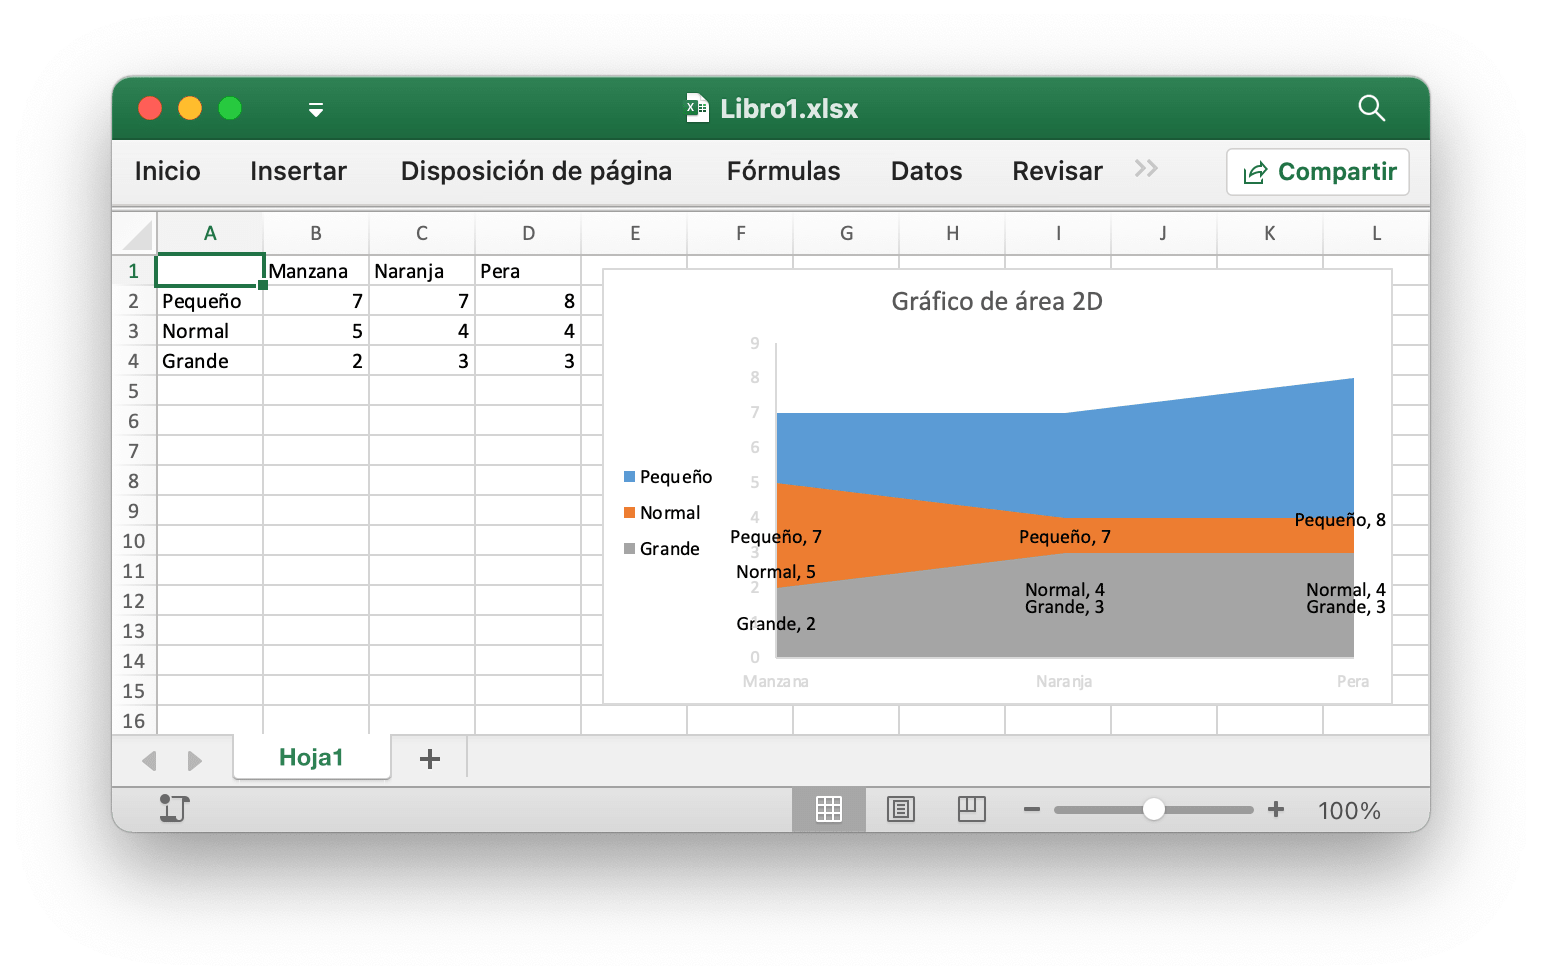 Libro1.xlsx
Inicio Insertar Disposición de página Fórmulas Datos Revisar Compartir
A B C D E F G H I J K L
1 Manzana Naranja Pera
2 Pequeño 7 7 8
3 Normal 5 4 4
4 Grande 2 3 3
5
6
7
8
9
10
11
12
13
14
15
16
Gráfico de área 2D
9
8
7
6
5
4
3
2
0
Pequeño
Normal
Grande
Pequeño, 7 Pequeño, 7 Pequeño, 8
Normal, 5 Normal, 4 Normal, 4
Grande, 2 Grande, 3 Grande, 3
Manzana Naranja Pera
Hoja1
100%